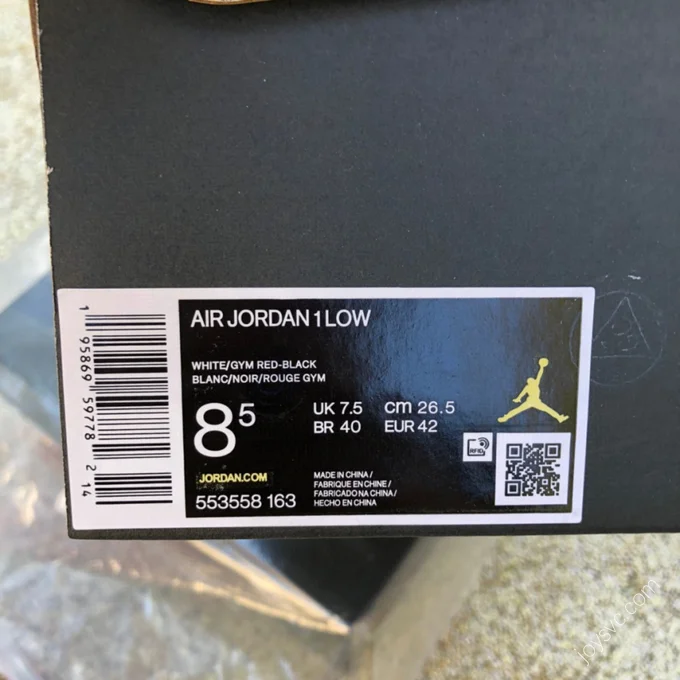 AIR JORDAN 1 LOW
WHITE/GYM RED-BLACK
BLANC/NOIR/ROUGE GYM
8 5
UK 7.5 cm 26.5
BR 40 EUR 42
RFID
JORDAN.COM
553558 163
MADE IN CHINA /
FABRIQUE EN CHINE /
FABRICADO NA CHINA /
HECHO EN CHINA
1 95869 59778 2 14
joysvc.com